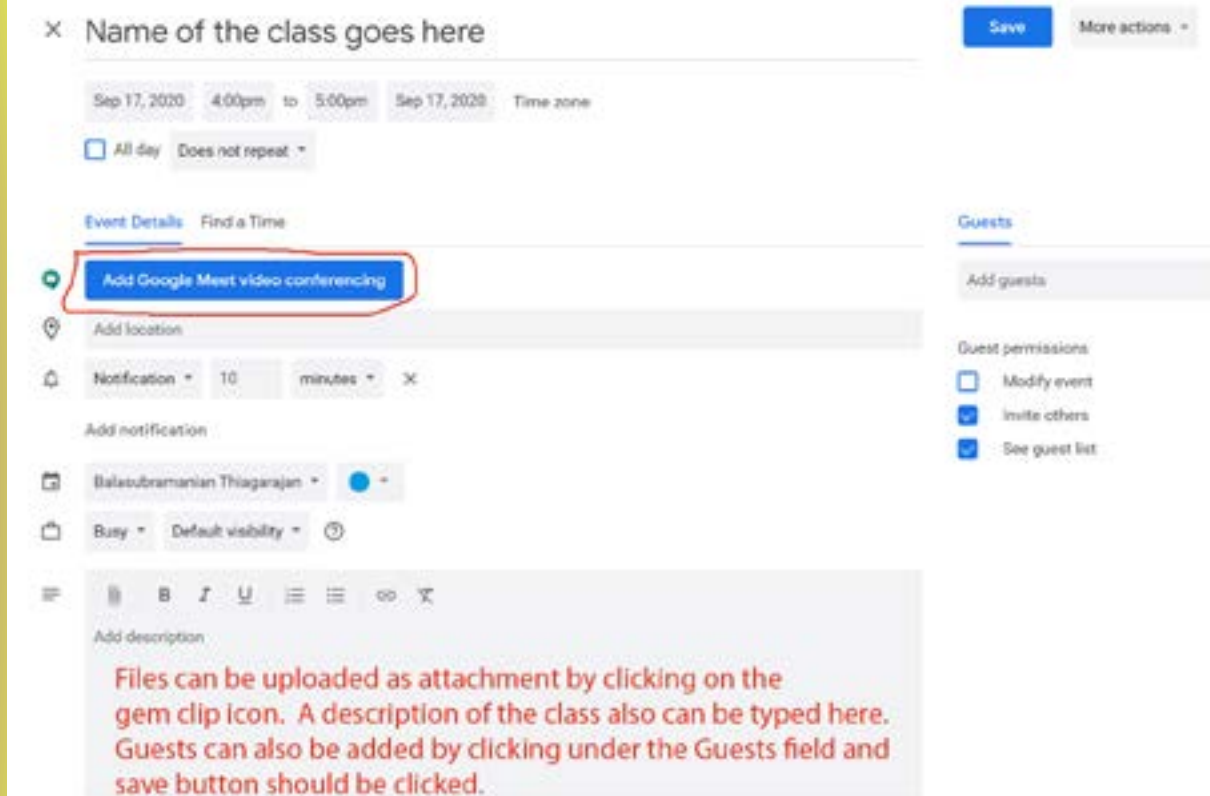 Name of the class goes here
Save
More actions
Sep 17, 2020 4:00pm to 5:00pm Sep 17, 2020 Time zone
All day Does not repeat
Event Details Find a Time
Guests
Add Google Meet video conferencing
Add guests
Add location
Guest permissions
Notification 10 minutes
Modify event
Invite others
Add notification
See guest list
Balasubramanian Thiagarajan
Busy Default visibility
B I U
Add description
Files can be uploaded as attachment by clicking on the
gem clip icon. A description of the class also can be typed here.
Guests can also be added by clicking under the Guests field and
save button should be clicked.